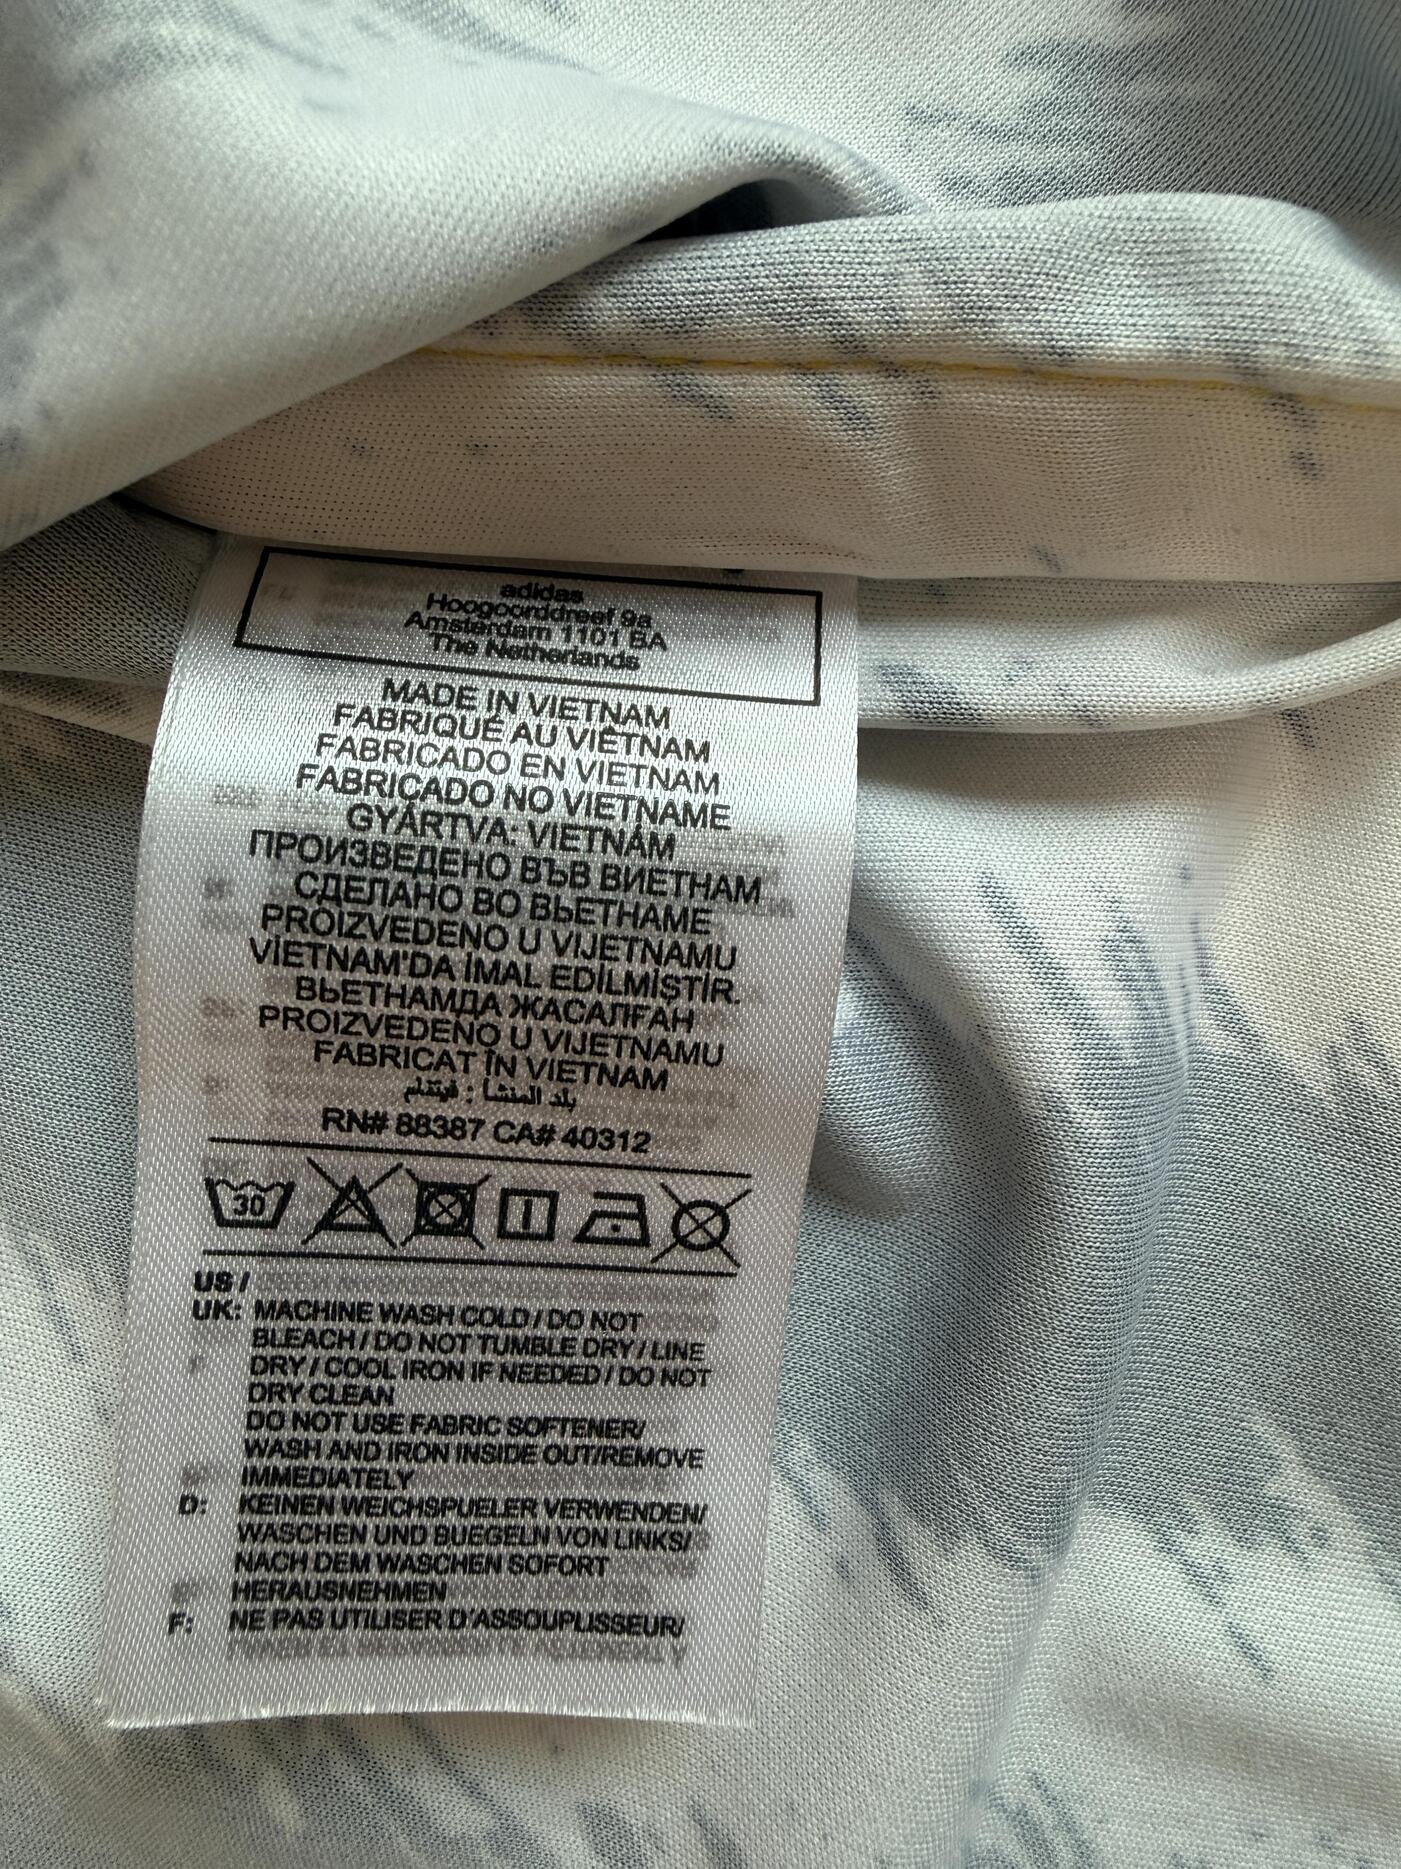 adidas
Hoogoorddreef 9a
Amsterdam 1101 BA
The Netherlands
MADE IN VIETNAM
FABRIQUÉ AU VIÊTNAM
FABRICADO EN VIETNAM
FABRICADO NO VIETNAME
GYÁRTVA: VIETNÁM
ПРОИЗВЕДЕНО ВЪВ ВИЕТНАМ
СДЕЛАНО ВО ВЬЕТНАМЕ
PROIZVEDENO U VIJETNAMU
VİETNAM'DA İMAL EDİLMİŞTİR.
ВЬЕТНАМДА ЖАСАЛҒАН
PROIZVEDENO U VIJETNAMU
FABRICAT ÎN VIETNAM
بلد المنشأ : فيتنام
RN# 88387 CA# 40312
30
US /
UK: MACHINE WASH COLD / DO NOT
BLEACH / DO NOT TUMBLE DRY / LINE
DRY / COOL IRON IF NEEDED / DO NOT
DRY CLEAN
DO NOT USE FABRIC SOFTENER/
WASH AND IRON INSIDE OUT/REMOVE
IMMEDIATELY
D: KEINEN WEICHSPUELER VERWENDEN/
WASCHEN UND BUEGELN VON LINKS/
NACH DEM WASCHEN SOFORT
HERAUSNEHMEN
F: NE PAS UTILISER D'ASSOUPLISSEUR/